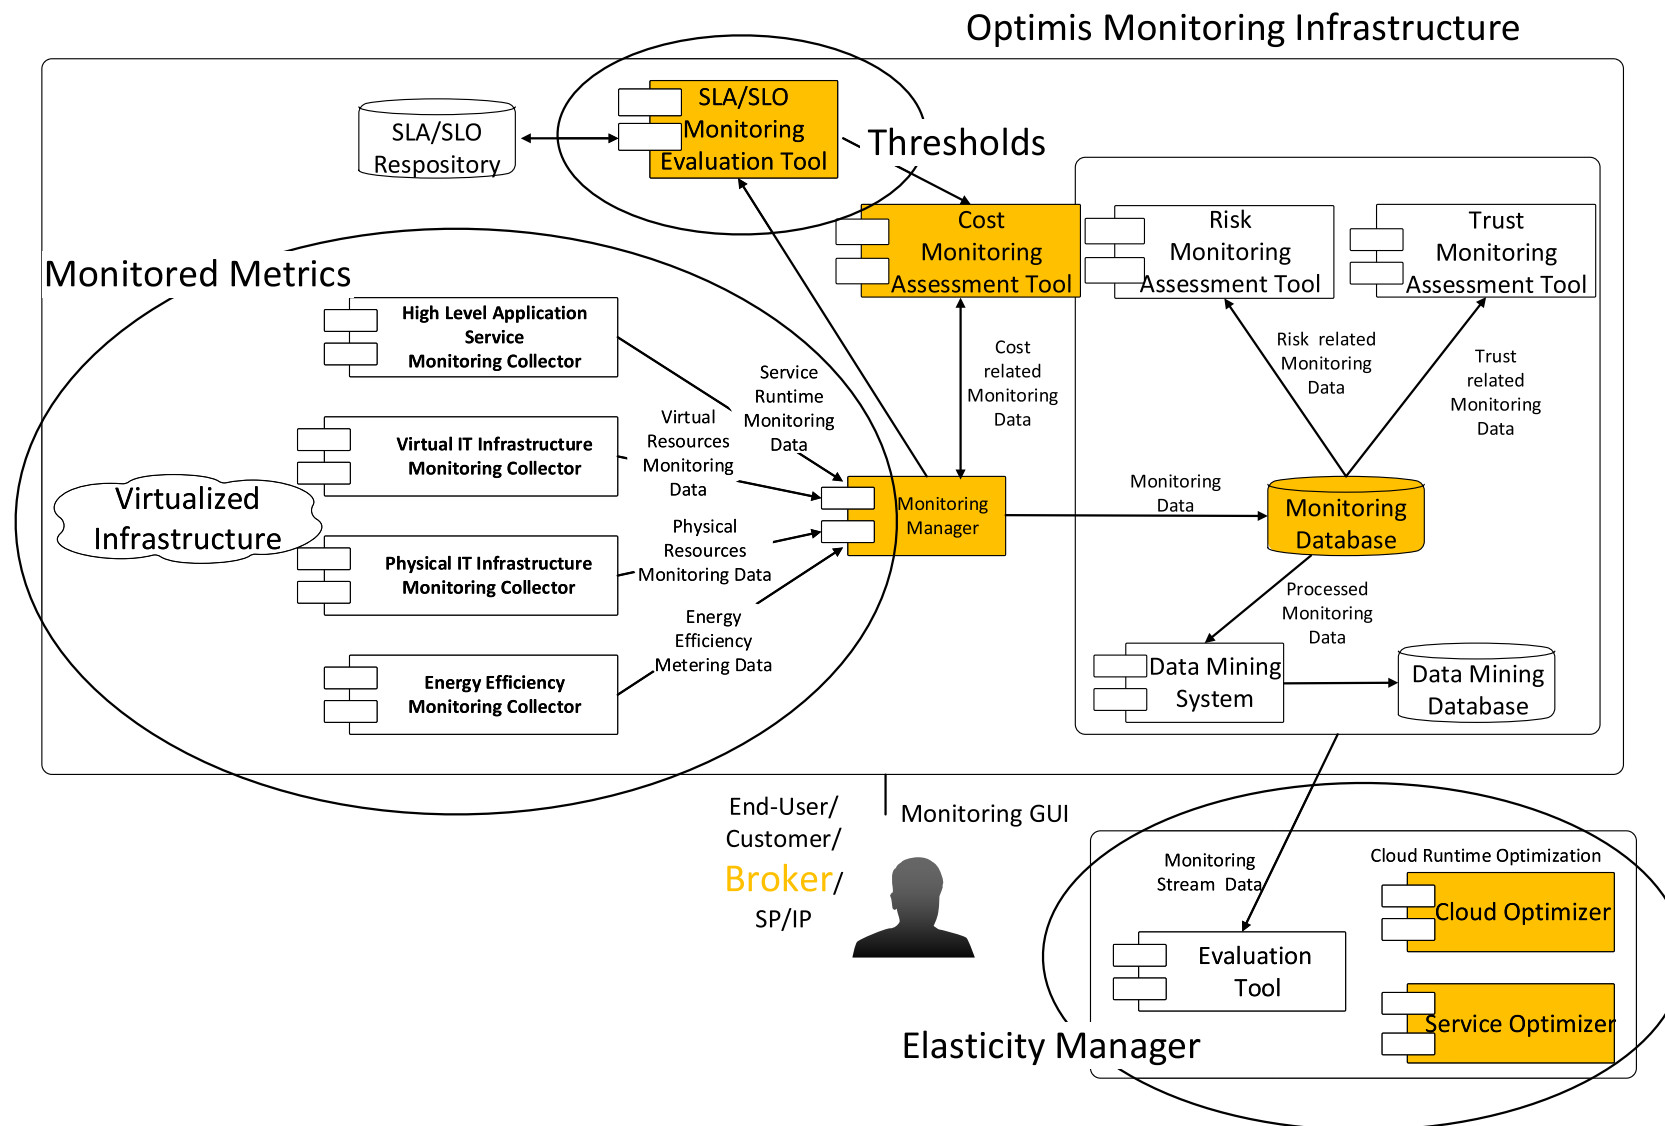 Optimis Monitoring Infrastructure
SLA/SLO
Respository
SLA/SLO
Monitoring
Evaluation Tool
Thresholds
Cost
Monitoring
Assessment Tool
Risk
Monitoring
Assessment Tool
Trust
Monitoring
Assessment Tool
Monitored Metrics
High Level Application
Service
Monitoring Collector
Virtual IT Infrastructure
Monitoring Collector
Virtualized
Infrastructure
Physical IT Infrastructure
Monitoring Collector
Energy Efficiency
Monitoring Collector
Service
Runtime
Monitoring
Data
Virtual
Resources
Monitoring
Data
Physical
Resources
Monitoring Data
Energy
Efficiency
Metering Data
Cost
related
Monitoring
Data
Monitoring
Manager
Monitoring
Data
Risk related
Monitoring
Data
Trust
related
Monitoring
Data
Monitoring
Database
Processed
Monitoring
Data
Data Mining
System
Data Mining
Database
End-User/
Customer/
Broker/
SP/IP
Monitoring GUI
Monitoring
Stream Data
Cloud Runtime Optimization
Cloud Optimizer
Evaluation
Tool
Service Optimizer
Elasticity Manager